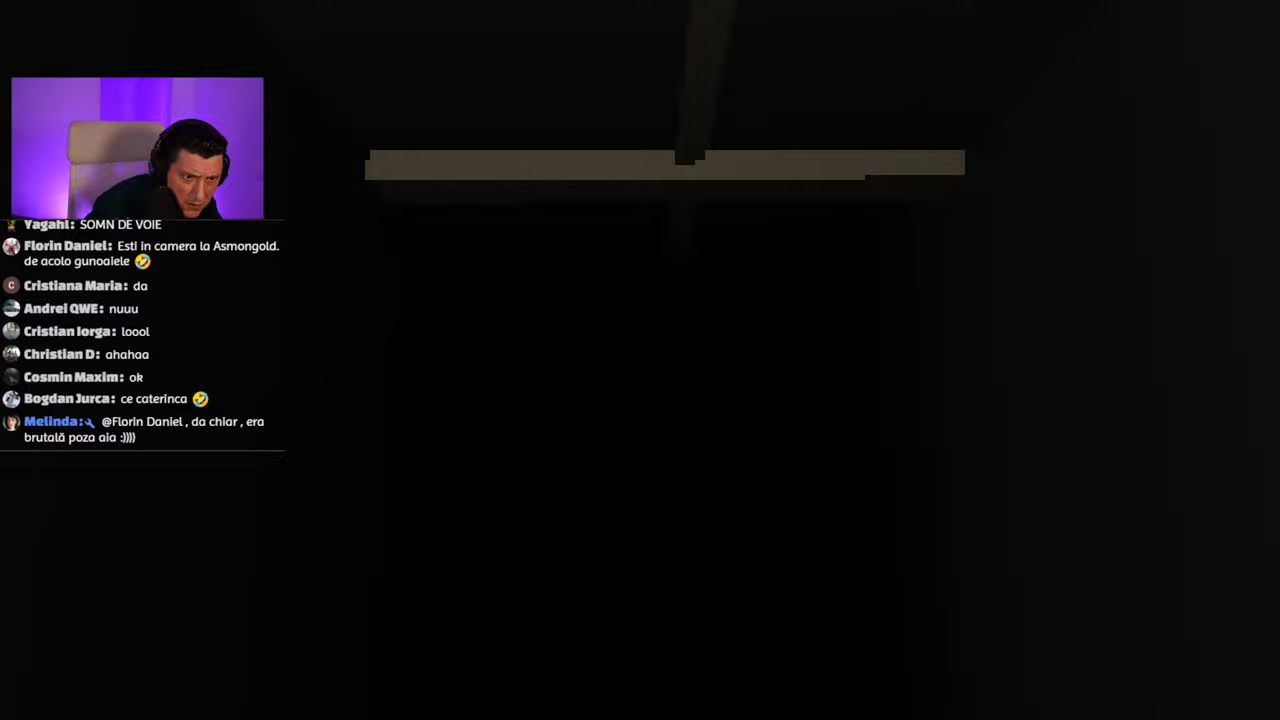 Yagahl: SOMN DE VOIE
Florin Daniel: Esti in camera la Asmongold.
de acolo gunoaiele 🤣
C Cristiana Maria: da
Andrei QWE: nuuu
Cristian Iorga: loool
Christian D: ahahaa
Cosmin Maxim: ok
Bogdan Jurca: ce caterinca 🤣
Melinda: @Florin Daniel , da chiar , era
brutală poza aia :))))